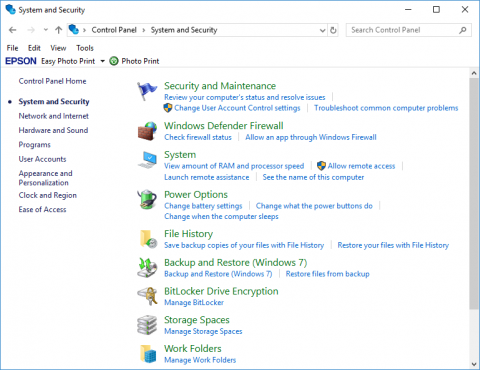 System and Security
Control Panel > System and Security >
Search Control Panel
File Edit View Tools
EPSON Easy Photo Print Photo Print
Control Panel Home
System and Security
Network and Internet
Hardware and Sound
Programs
User Accounts
Appearance and
Personalization
Clock and Region
Ease of Access
Security and Maintenance
Review your computer's status and resolve issues
Change User Account Control settings Troubleshoot common computer problems
Windows Defender Firewall
Check firewall status Allow an app through Windows Firewall
System
View amount of RAM and processor speed Allow remote access
Launch remote assistance See the name of this computer
Power Options
Change battery settings Change what the power buttons do
Change when the computer sleeps
File History
Save backup copies of your files with File History Restore your files with File History
Backup and Restore (Windows 7)
Backup and Restore (Windows 7) Restore files from backup
BitLocker Drive Encryption
Manage BitLocker
Storage Spaces
Manage Storage Spaces
Work Folders
Manage Work Folders